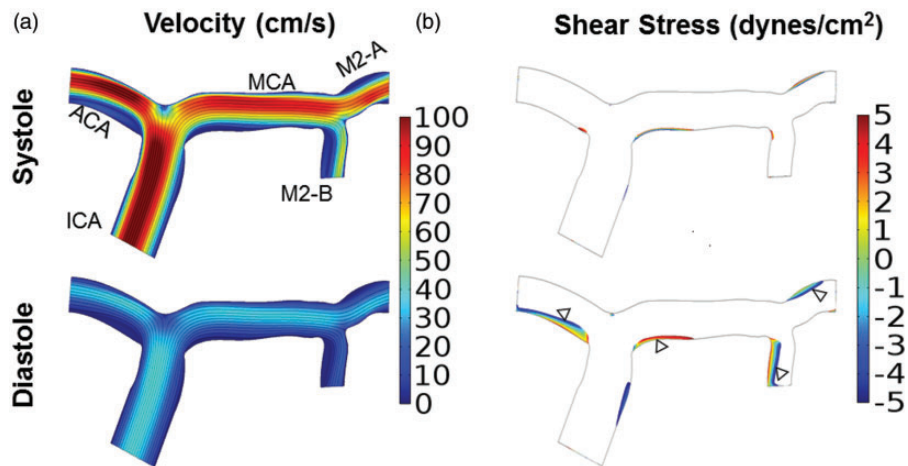 (a)
Velocity (cm/s)
(b)
Shear Stress (dynes/cm²)
Systole
M2-A
MCA
ACA
M2-B
ICA
100
90
80
70
60
50
40
30
20
10
0
5
4
3
2
1
0
-1
-2
-3
-4
-5
Diastole